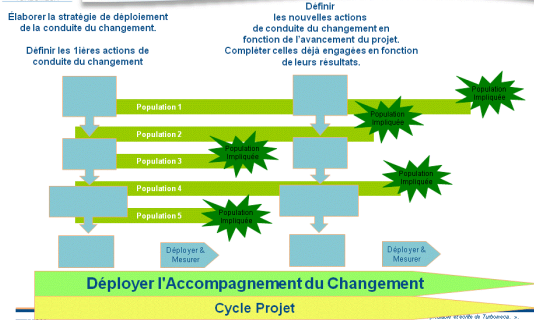 Élaborer la stratégie de déploiement
de la conduite du changement.
Définir les 1ières actions de
conduite du changement
Définir
les nouvelles actions
de conduite du changement en
fonction de l'avancement du projet.
Compléter celles déjà engagées en fonction
de leurs résultats.
Population 1
Population
Impliquée
Population 2
Population
Impliquée
Population 3
Population
Impliquée
Population 4
Population
Impliquée
Population 5
Population
Impliquée
Déployer &
Mesurer
Déployer &
Mesurer
Déployer l'Accompagnement du Changement
Cycle Projet
écrite de Turbomeca